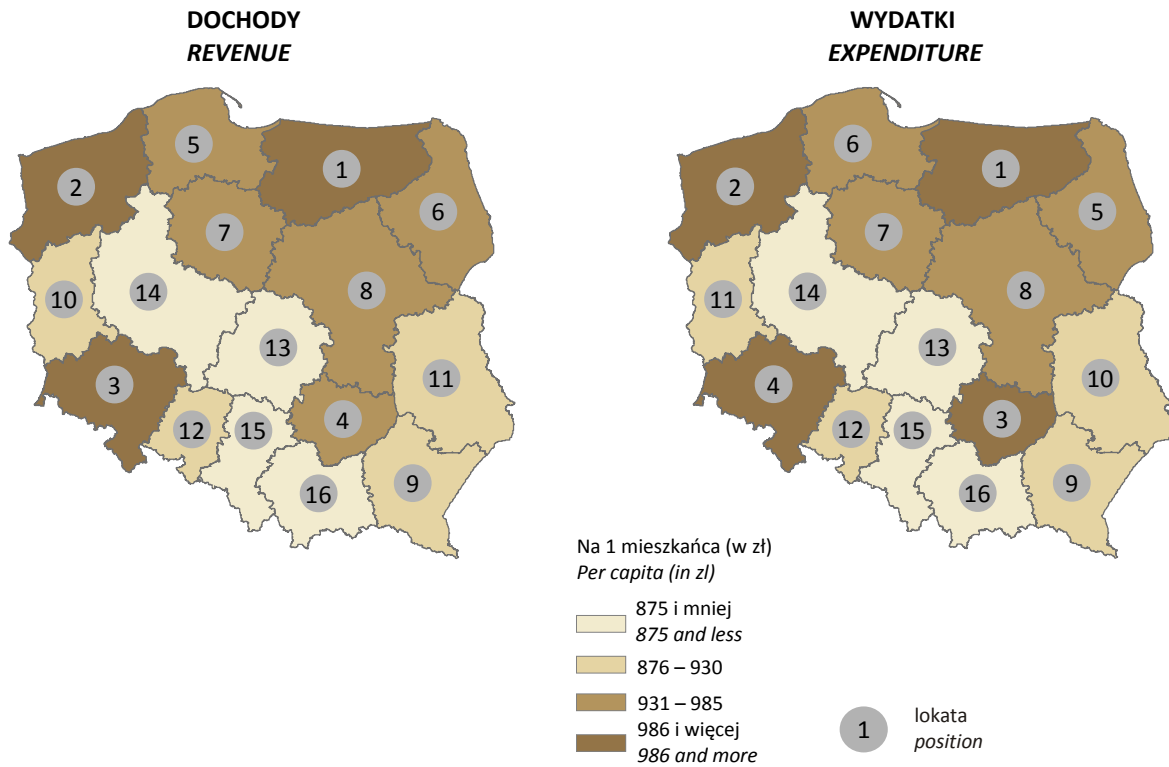 DOCHODY
REVENUE
WYDATKI
EXPENDITURE
5
1
2
6
7
8
10
14
13
3
11
4
12
15
9
16
6
1
2
5
7
8
11
14
13
4
10
3
12
15
9
16
Na 1 mieszkańca (w zł)
Per capita (in zl)
875 i mniej
875 and less
876 – 930
931 – 985
986 i więcej
986 and more
1
lokata
position